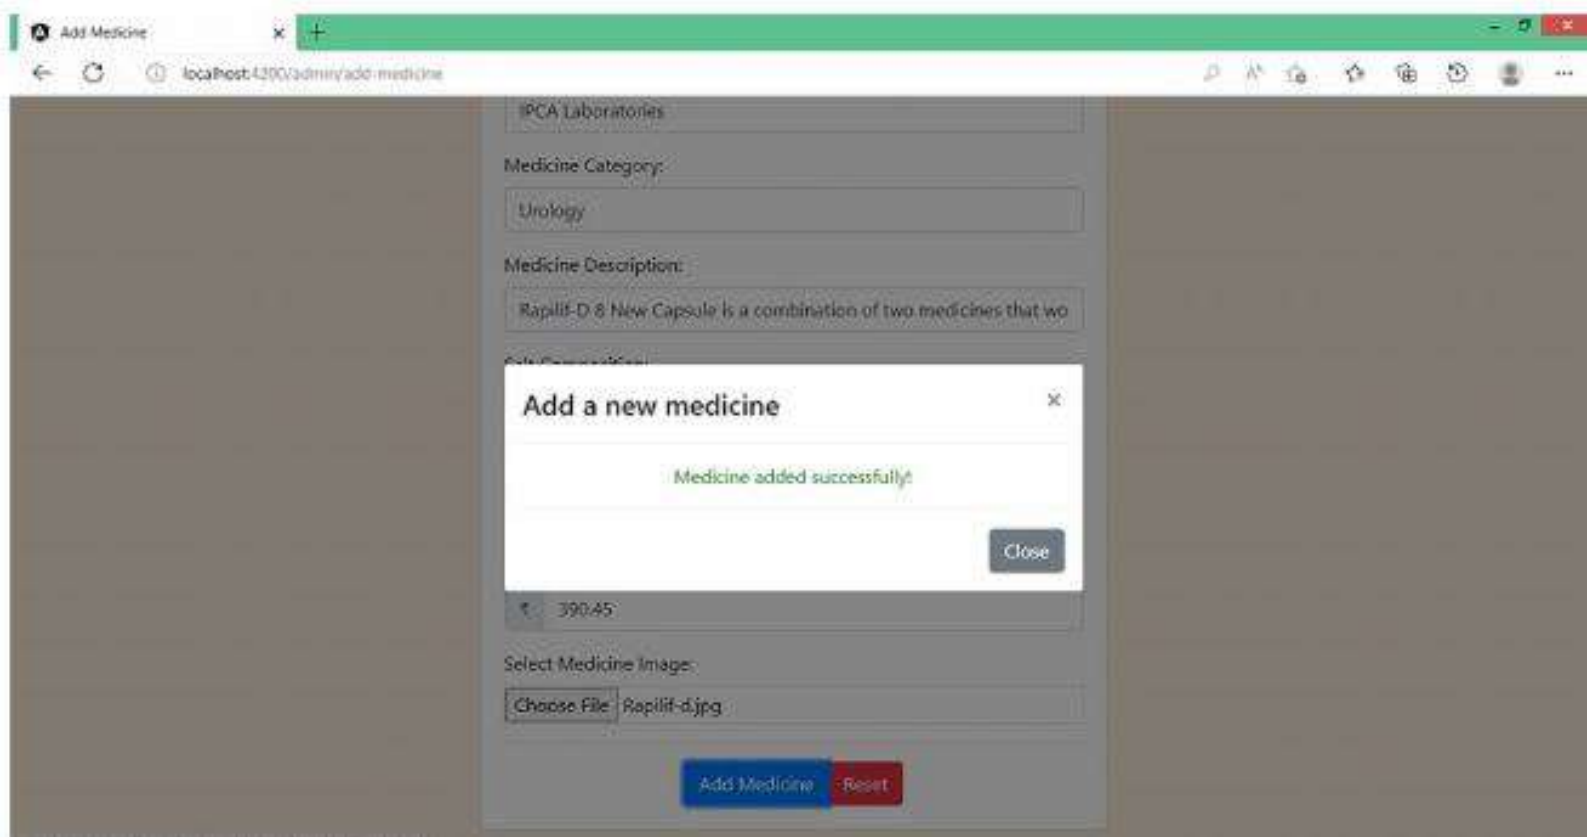 Add Medicine
localhost:4200/admin/add-medicine
IPCA Laboratories
Medicine Category:
Urology
Medicine Description:
Rapilif-D 8 New Capsule is a combination of two medicines that wo
Salt Composition:
Add a new medicine
Medicine added successfully!
Close
₹ 390.45
Select Medicine Image:
Choose File Rapilif-d.jpg
Add Medicine Reset